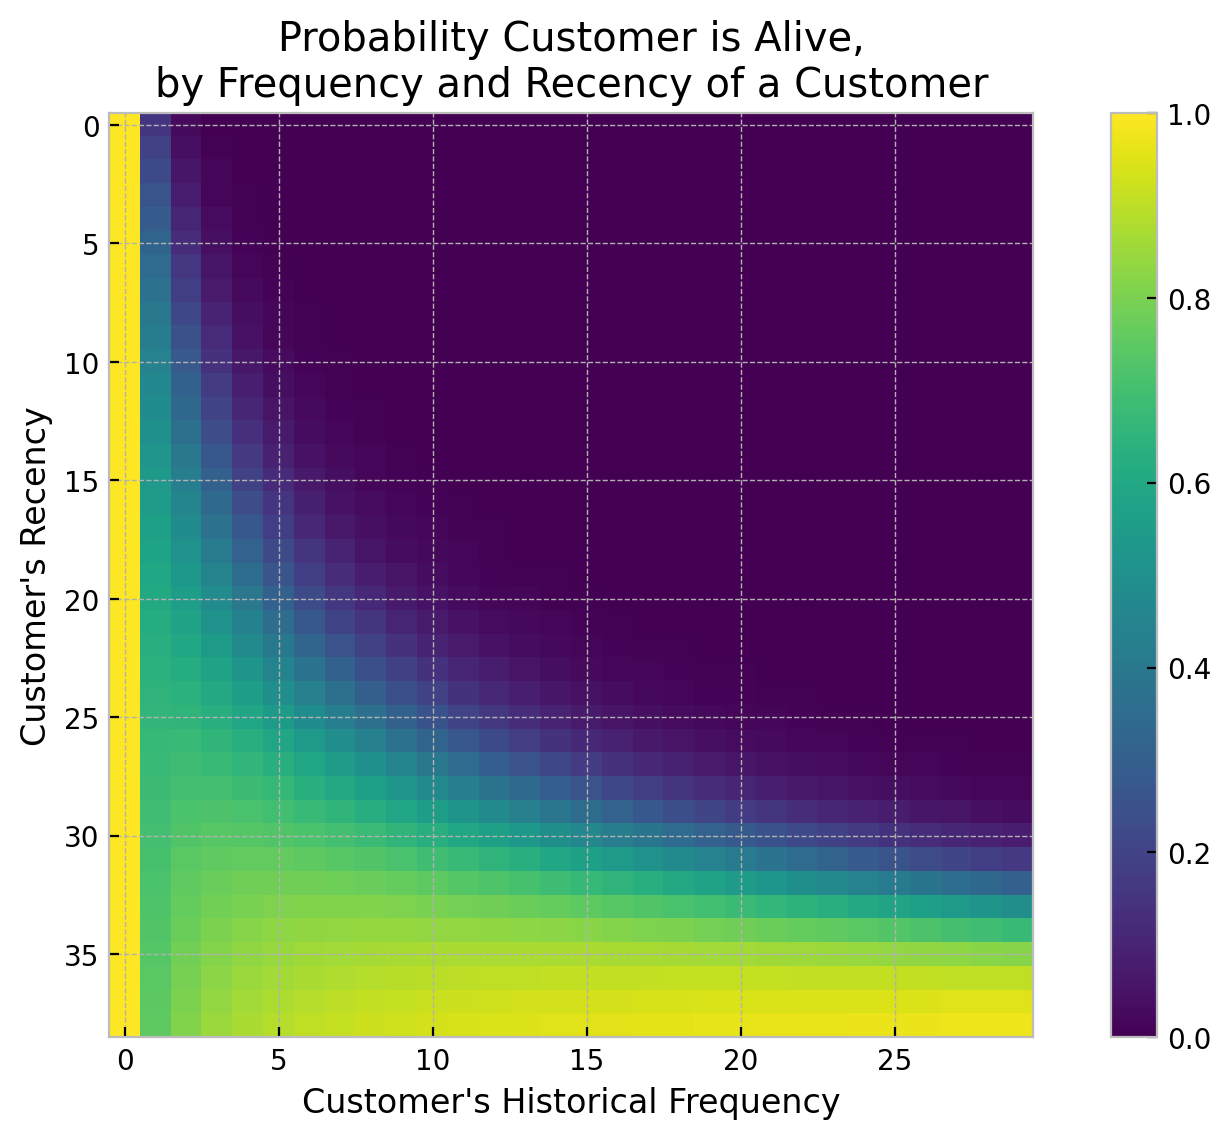 Probability Customer is Alive,
by Frequency and Recency of a Customer
0
5
10
15
20
25
30
35
Customer's Recency
0 5 10 15 20 25
Customer's Historical Frequency
1.0
0.8
0.6
0.4
0.2
0.0